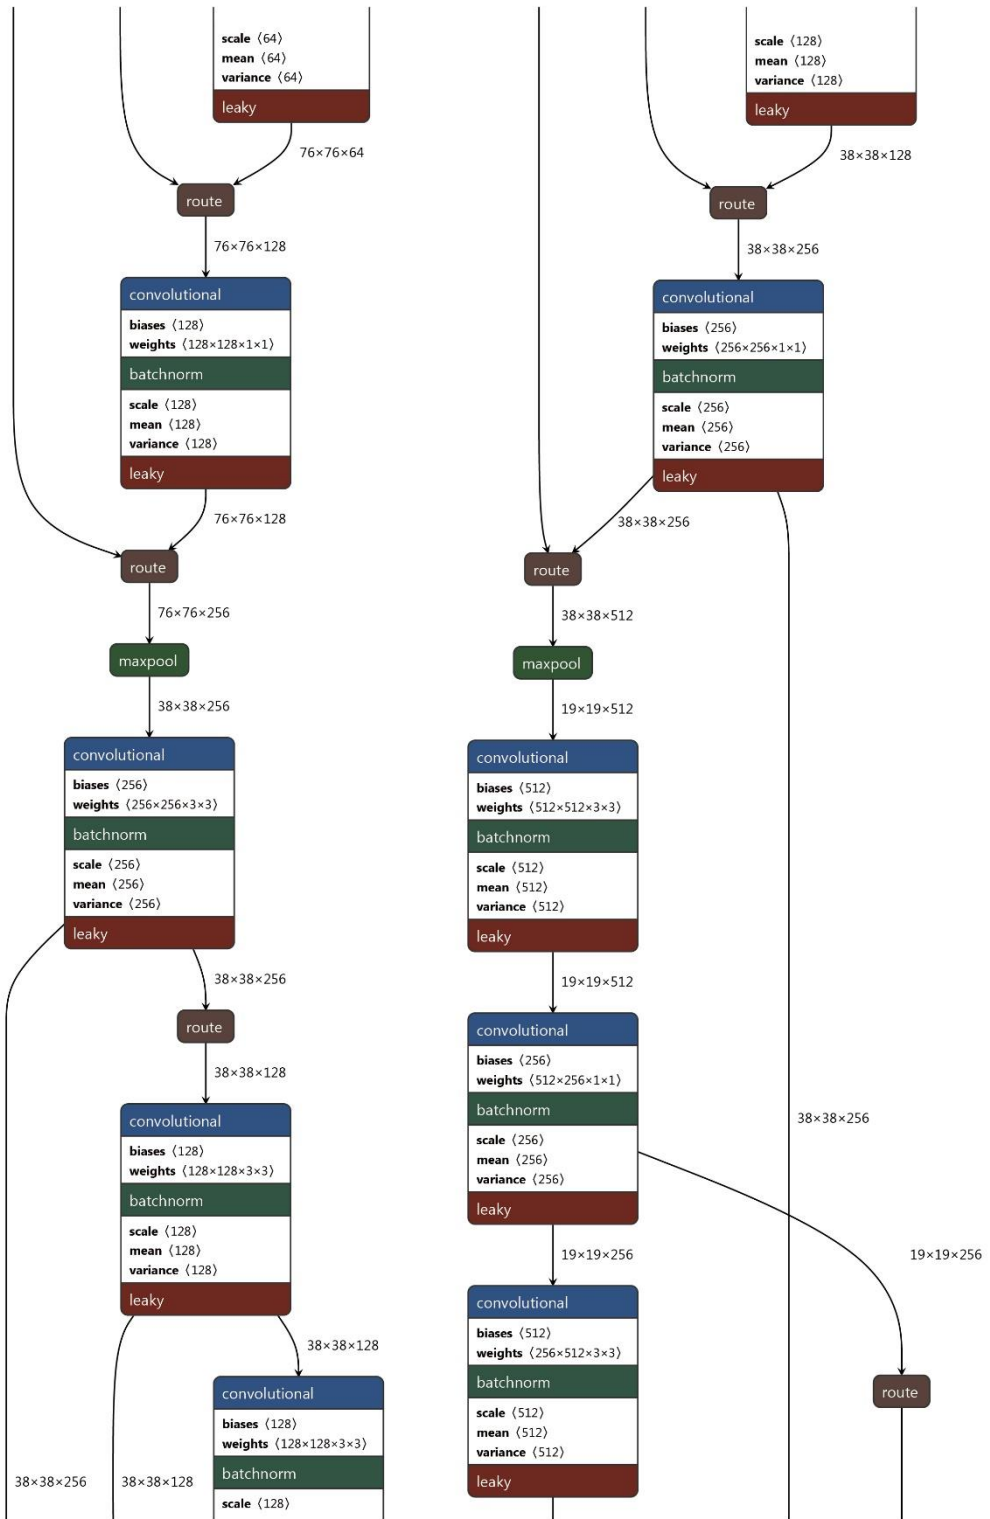 scale ⟨64⟩
mean ⟨64⟩
variance ⟨64⟩
leaky
76×76×64
route
76×76×128
convolutional
biases ⟨128⟩
weights ⟨128×128×1×1⟩
batchnorm
scale ⟨128⟩
mean ⟨128⟩
variance ⟨128⟩
leaky
76×76×128
route
76×76×256
maxpool
38×38×256
convolutional
biases ⟨256⟩
weights ⟨256×256×3×3⟩
batchnorm
scale ⟨256⟩
mean ⟨256⟩
variance ⟨256⟩
leaky
38×38×256
route
38×38×128
convolutional
biases ⟨128⟩
weights ⟨128×128×3×3⟩
batchnorm
scale ⟨128⟩
mean ⟨128⟩
variance ⟨128⟩
leaky
38×38×128
convolutional
biases ⟨128⟩
weights ⟨128×128×3×3⟩
batchnorm
scale ⟨128⟩
38×38×256
38×38×128
scale ⟨128⟩
mean ⟨128⟩
variance ⟨128⟩
leaky
38×38×128
route
38×38×256
convolutional
biases ⟨256⟩
weights ⟨256×256×1×1⟩
batchnorm
scale ⟨256⟩
mean ⟨256⟩
variance ⟨256⟩
leaky
38×38×256
route
38×38×512
maxpool
19×19×512
convolutional
biases ⟨512⟩
weights ⟨512×512×3×3⟩
batchnorm
scale ⟨512⟩
mean ⟨512⟩
variance ⟨512⟩
leaky
19×19×512
convolutional
biases ⟨256⟩
weights ⟨512×256×1×1⟩
batchnorm
scale ⟨256⟩
mean ⟨256⟩
variance ⟨256⟩
leaky
38×38×256
19×19×256
19×19×256
convolutional
biases ⟨512⟩
weights ⟨256×512×3×3⟩
batchnorm
scale ⟨512⟩
mean ⟨512⟩
variance ⟨512⟩
leaky
route